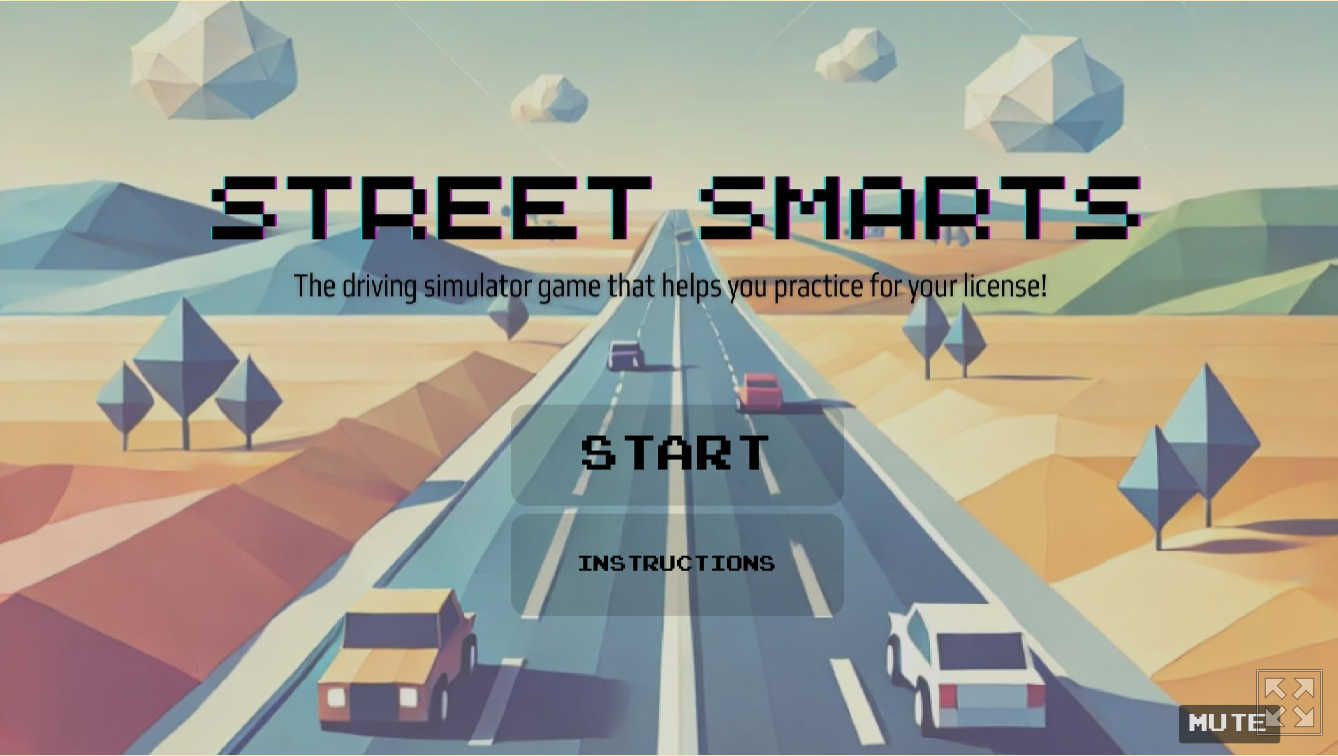 STREET SMARTS
The driving simulator game that helps you practice for your license!
START
INSTRUCTIONS
MUTE